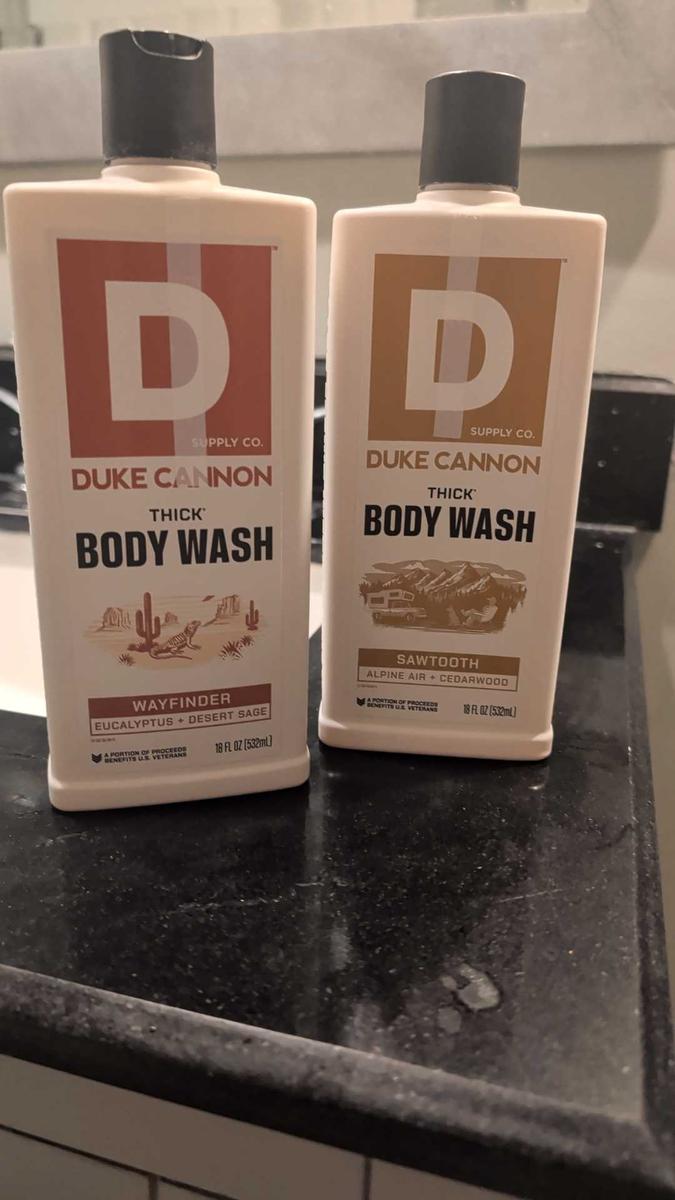 D
SUPPLY CO.
DUKE CANNON
THICK
BODY WASH
WAYFINDER
EUCALYPTUS + DESERT SAGE
A PORTION OF PROCEEDS
BENEFITS U.S. VETERANS
18 FL OZ (532mL)
D
SUPPLY CO.
DUKE CANNON
THICK
BODY WASH
SAWTOOTH
ALPINE AIR + CEDARWOOD
A PORTION OF PROCEEDS
BENEFITS U.S. VETERANS
18 FL OZ (532mL)